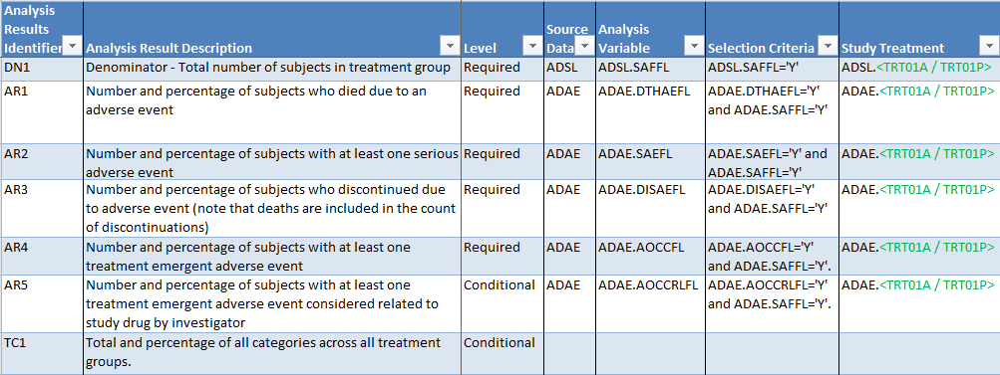 Analysis Results Identifier Analysis Result Description Level Source Data Analysis Variable Selection Criteria Study Treatment
DN1 Denominator - Total number of subjects in treatment group Required ADSL ADSL.SAFFL ADSL.SAFFL='Y' ADSL.<TRT01A / TRT01P>
AR1 Number and percentage of subjects who died due to an Required ADAE ADAE.DTHAEFL ADAE.DTHAEFL='Y' ADAE.<TRT01A / TRT01P>
adverse event and ADAE.SAFFL='Y'
AR2 Number and percentage of subjects with at least one serious Required ADAE ADAE.SAEFL ADAE.SAEFL='Y' and ADAE.<TRT01A / TRT01P>
adverse event ADAE.SAFFL='Y'
AR3 Number and percentage of subjects who discontinued due Required ADAE ADAE.DISAEFL ADAE.DISAEFL='Y' ADAE.<TRT01A / TRT01P>
to adverse event (note that deaths are included in the count and ADAE.SAFFL='Y'
of discontinuations)
AR4 Number and percentage of subjects with at least one Required ADAE ADAE.AOCCFL ADAE.AOCCFL='Y' ADAE.<TRT01A / TRT01P>
treatment emergent adverse event and ADAE.SAFFL='Y'.
AR5 Number and percentage of subjects with at least one Conditional ADAE ADAE.AOCCRLFL ADAE.AOCCRLFL='Y' ADAE.<TRT01A / TRT01P>
treatment emergent adverse event considered related to and ADAE.SAFFL='Y'.
study drug by investigator
TC1 Total and percentage of all categories across all treatment Conditional
groups.